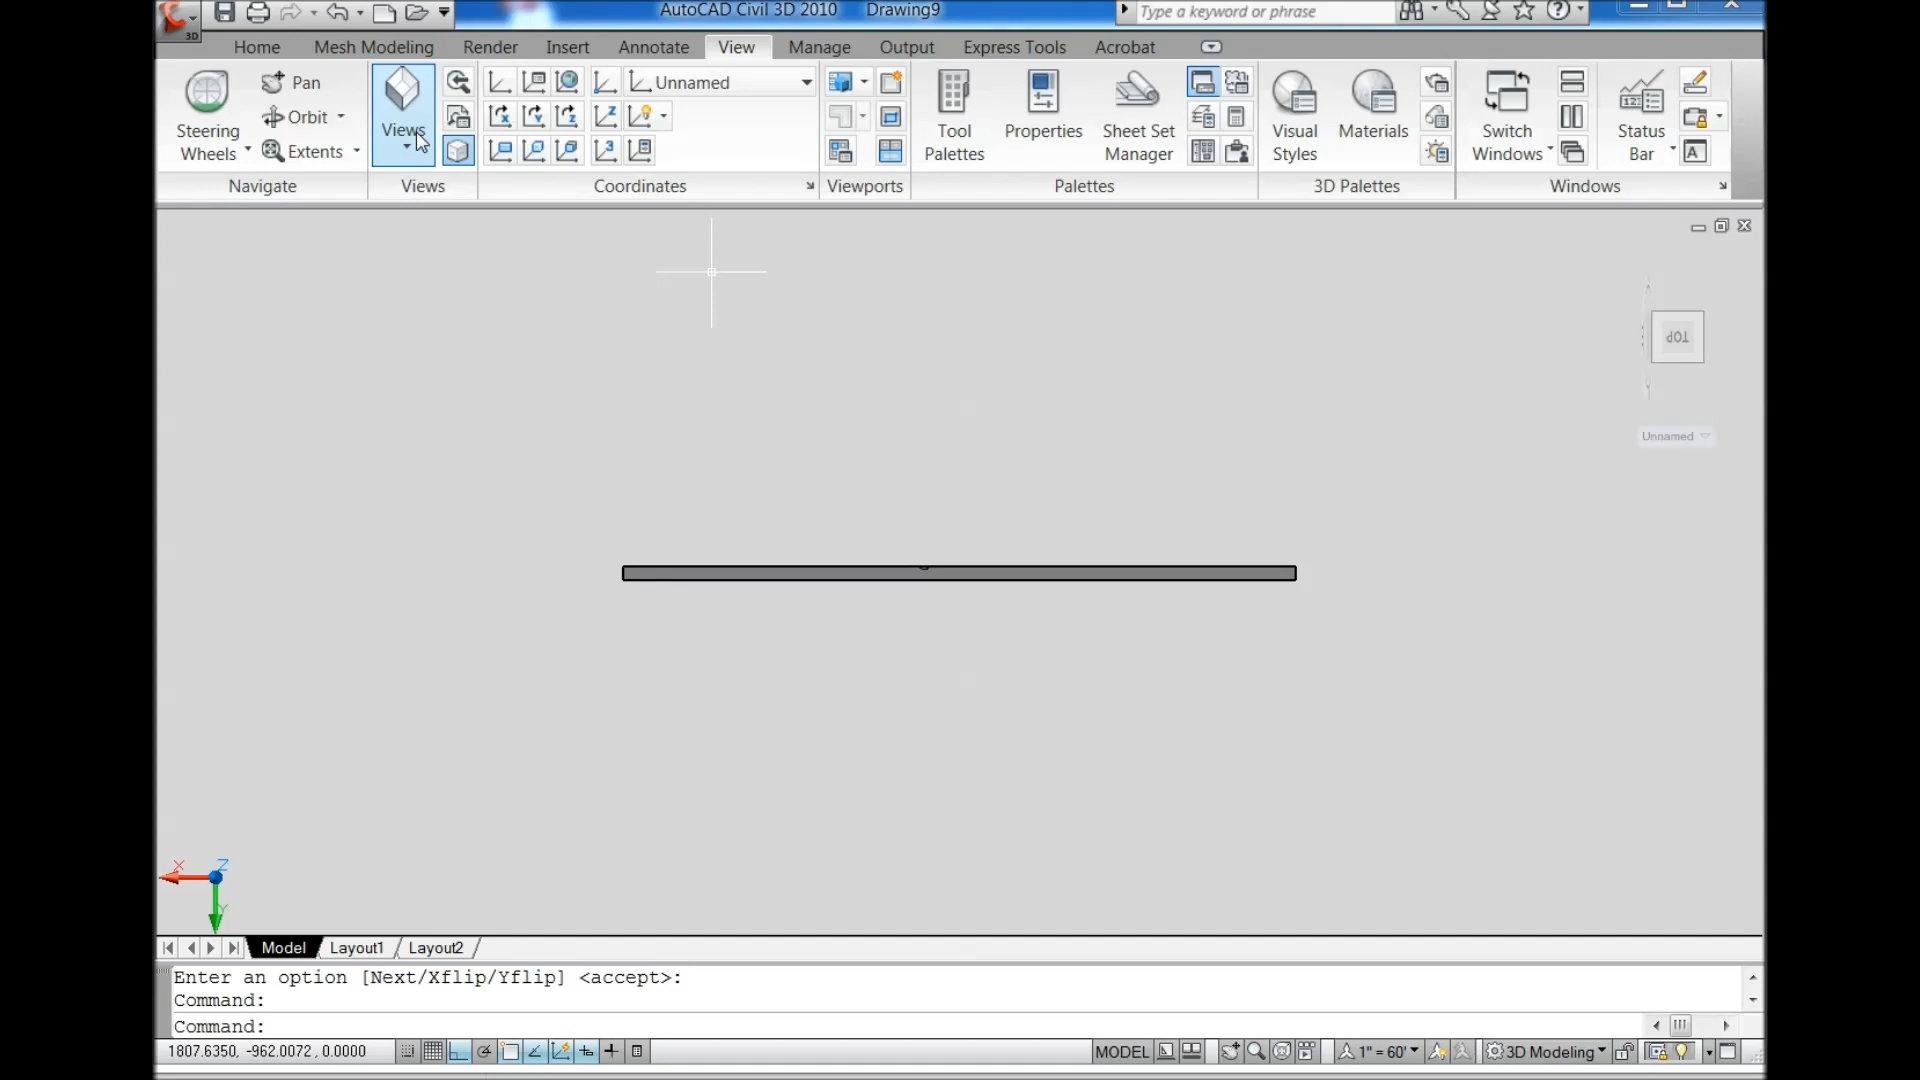 AutoCAD Civil 3D 2010 Drawing9
Type a keyword or phrase
3D
Home Mesh Modeling Render Insert Annotate View Manage Output Express Tools Acrobat
Steering Wheels
Pan
Orbit
Extents
Views
Unnamed
Tool Palettes
Properties
Sheet Set Manager
Visual Styles
Materials
Switch Windows
Status Bar
Navigate Views Coordinates Viewports Palettes 3D Palettes Windows
TOP
Unnamed
X
Z
Y
Model Layout1 Layout2
Enter an option [Next/Xflip/Yflip] <accept>:
Command:
Command:
1807.6350, -962.0072 , 0.0000
MODEL
1" = 60'
3D Modeling